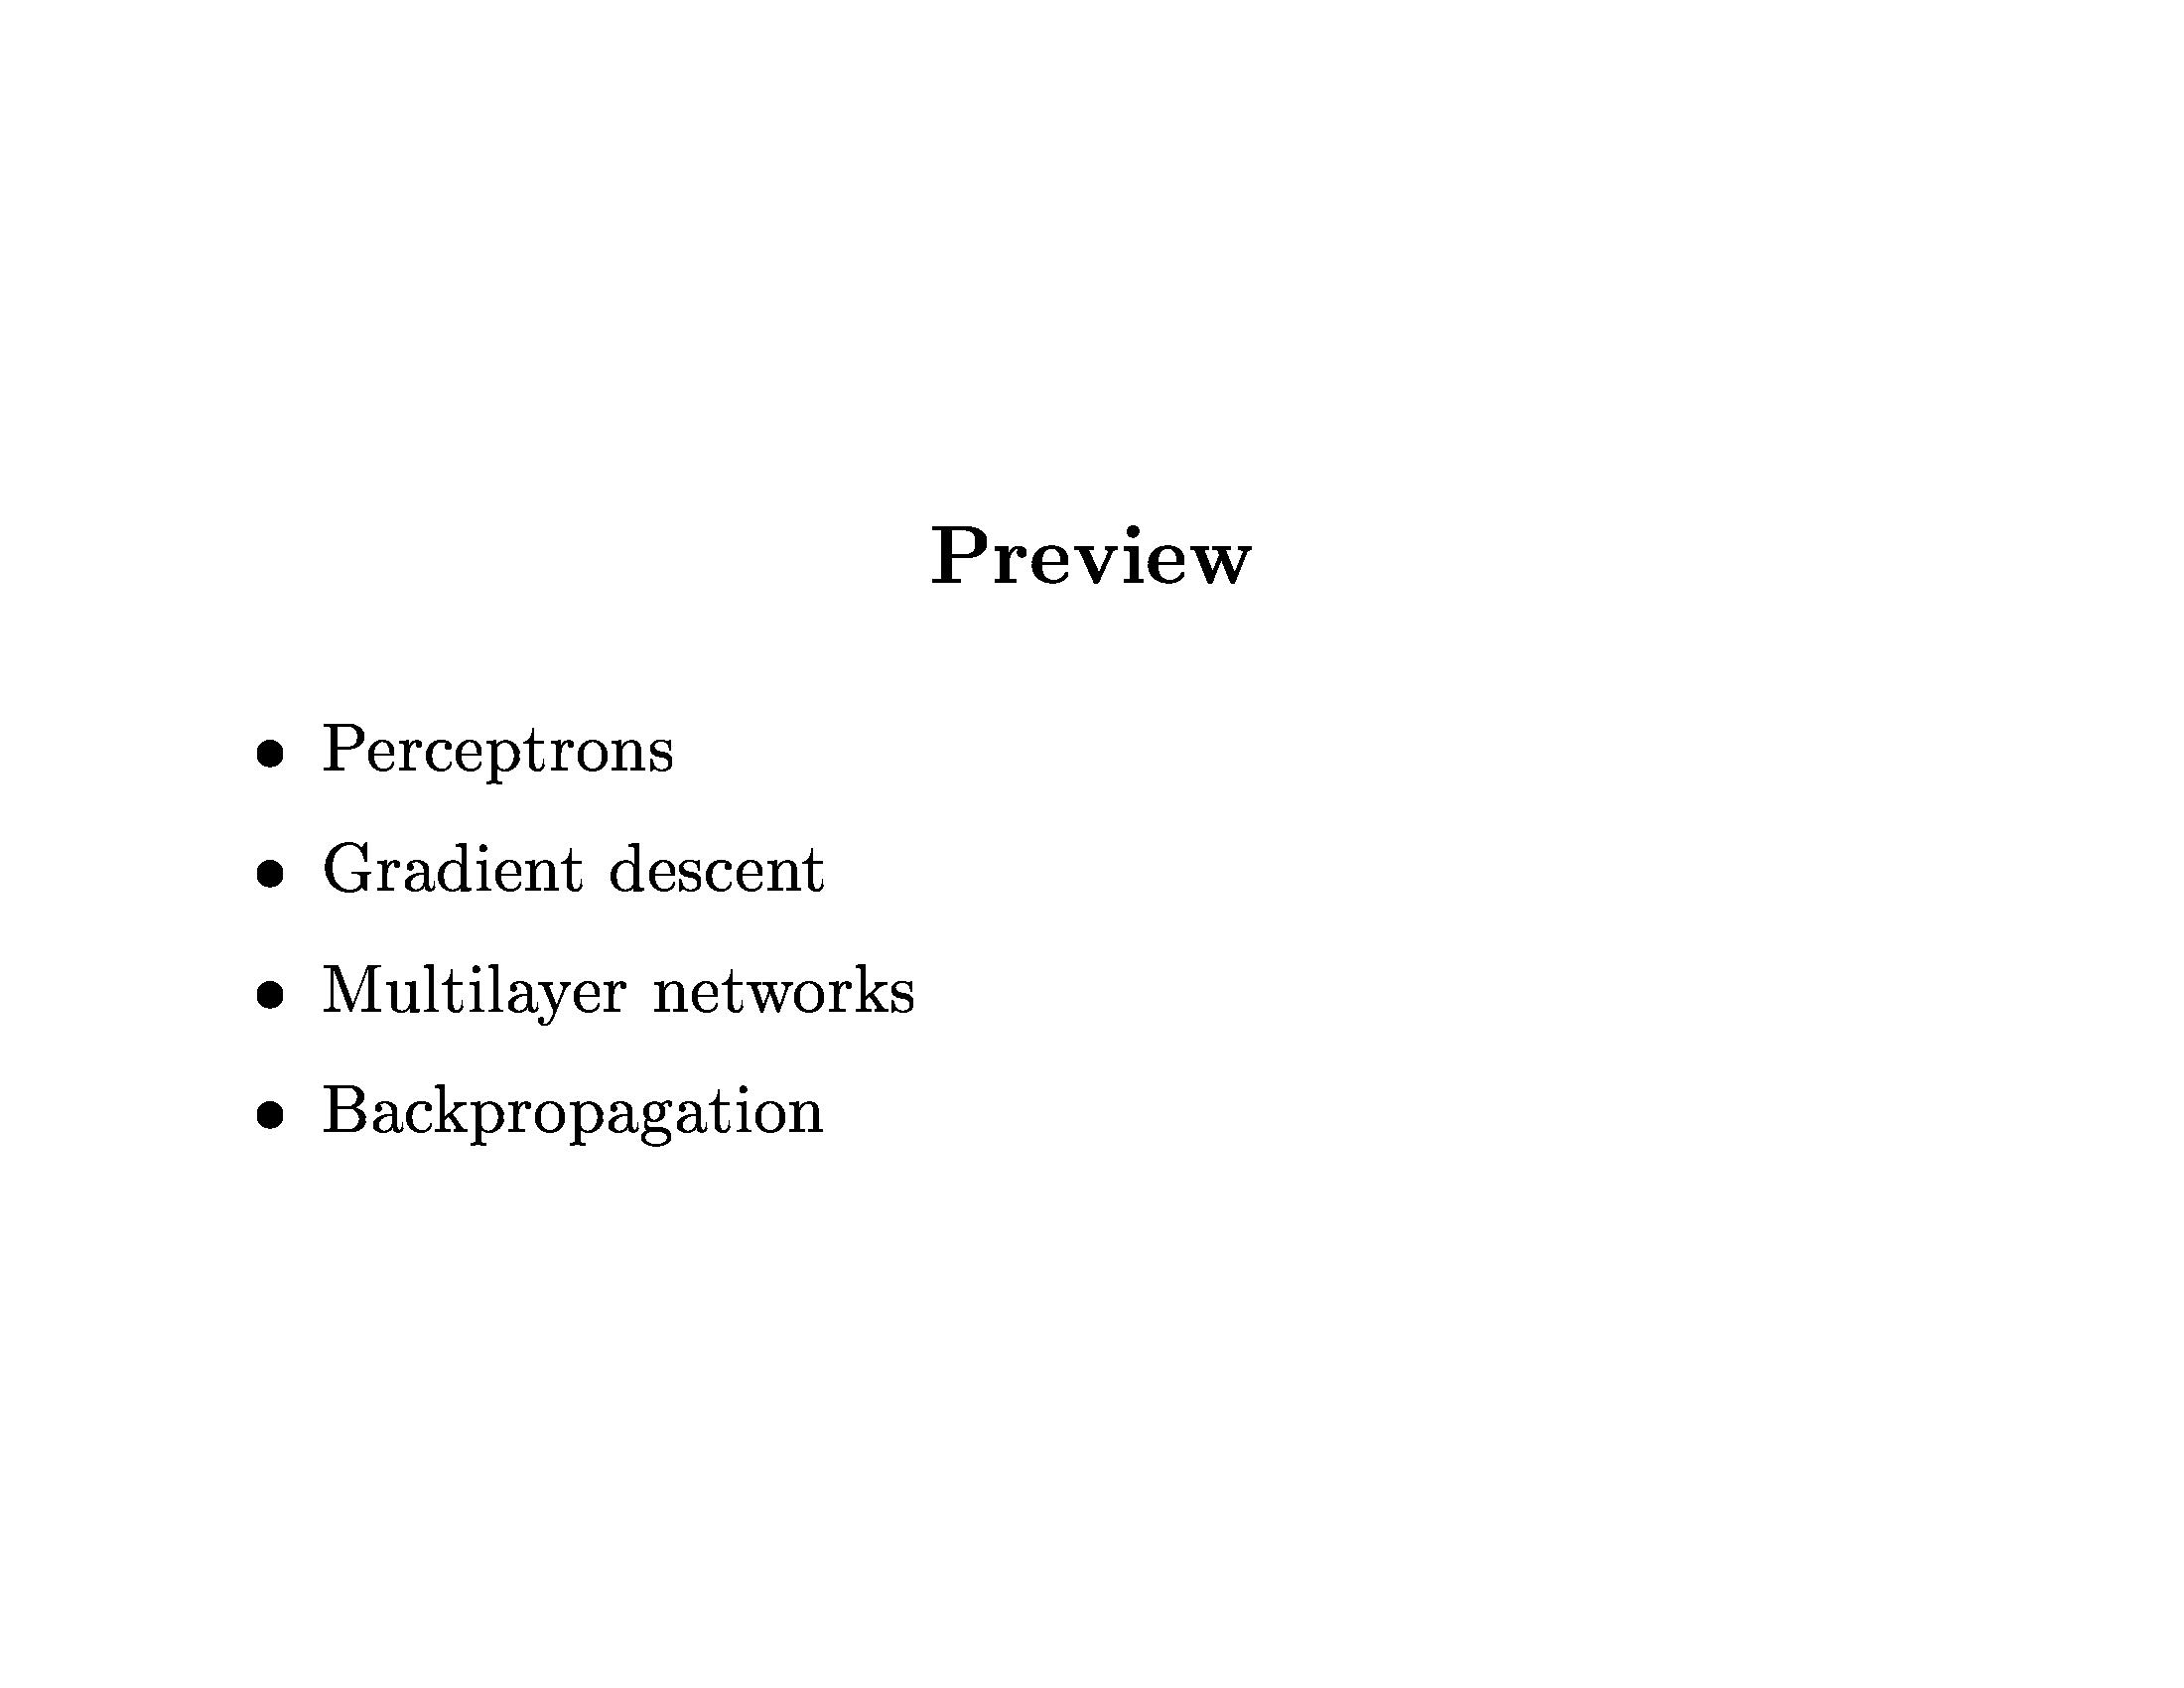 Preview
• Perceptrons
• Gradient descent
• Multilayer networks
• Backpropagation